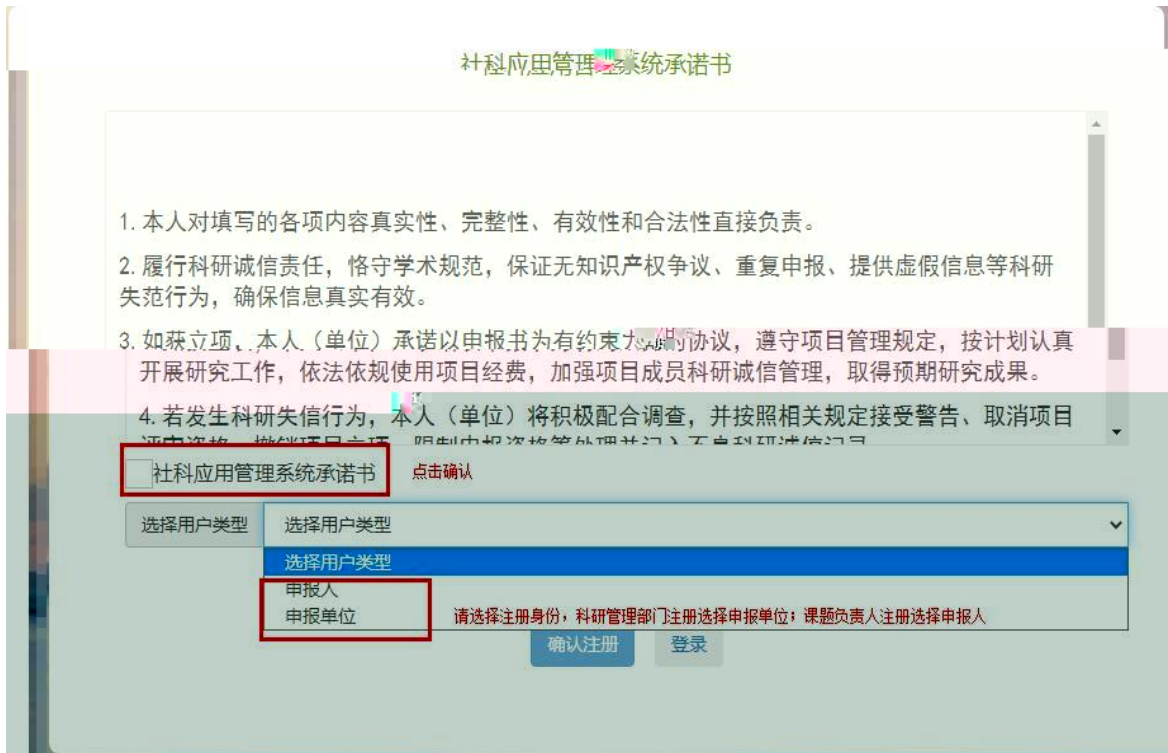 社科应用管理系统承诺书
1. 本人对填写的各项内容真实性、完整性、有效性和合法性直接负责。
2. 履行科研诚信责任，恪守学术规范，保证无知识产权争议、重复申报、提供虚假信息等科研
失范行为，确保信息真实有效。
3. 如获立项，本人（单位）承诺以申报书为有约束力的协议，遵守项目管理规定，按计划认真
开展研究工作，依法依规使用项目经费，加强项目成员科研诚信管理，取得预期研究成果。
4. 若发生科研失信行为，本人（单位）将积极配合调查，并按照相关规定接受警告、取消项目
社科应用管理系统承诺书 点击确认
选择用户类型 选择用户类型
选择用户类型
申报人
申报单位 请选择注册身份，科研管理部门注册选择申报单位；课题负责人注册选择申报人
确认注册 登录